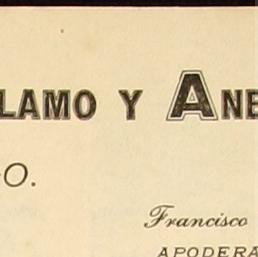 LAMO Y ANE
O.
Francisco
APODERA